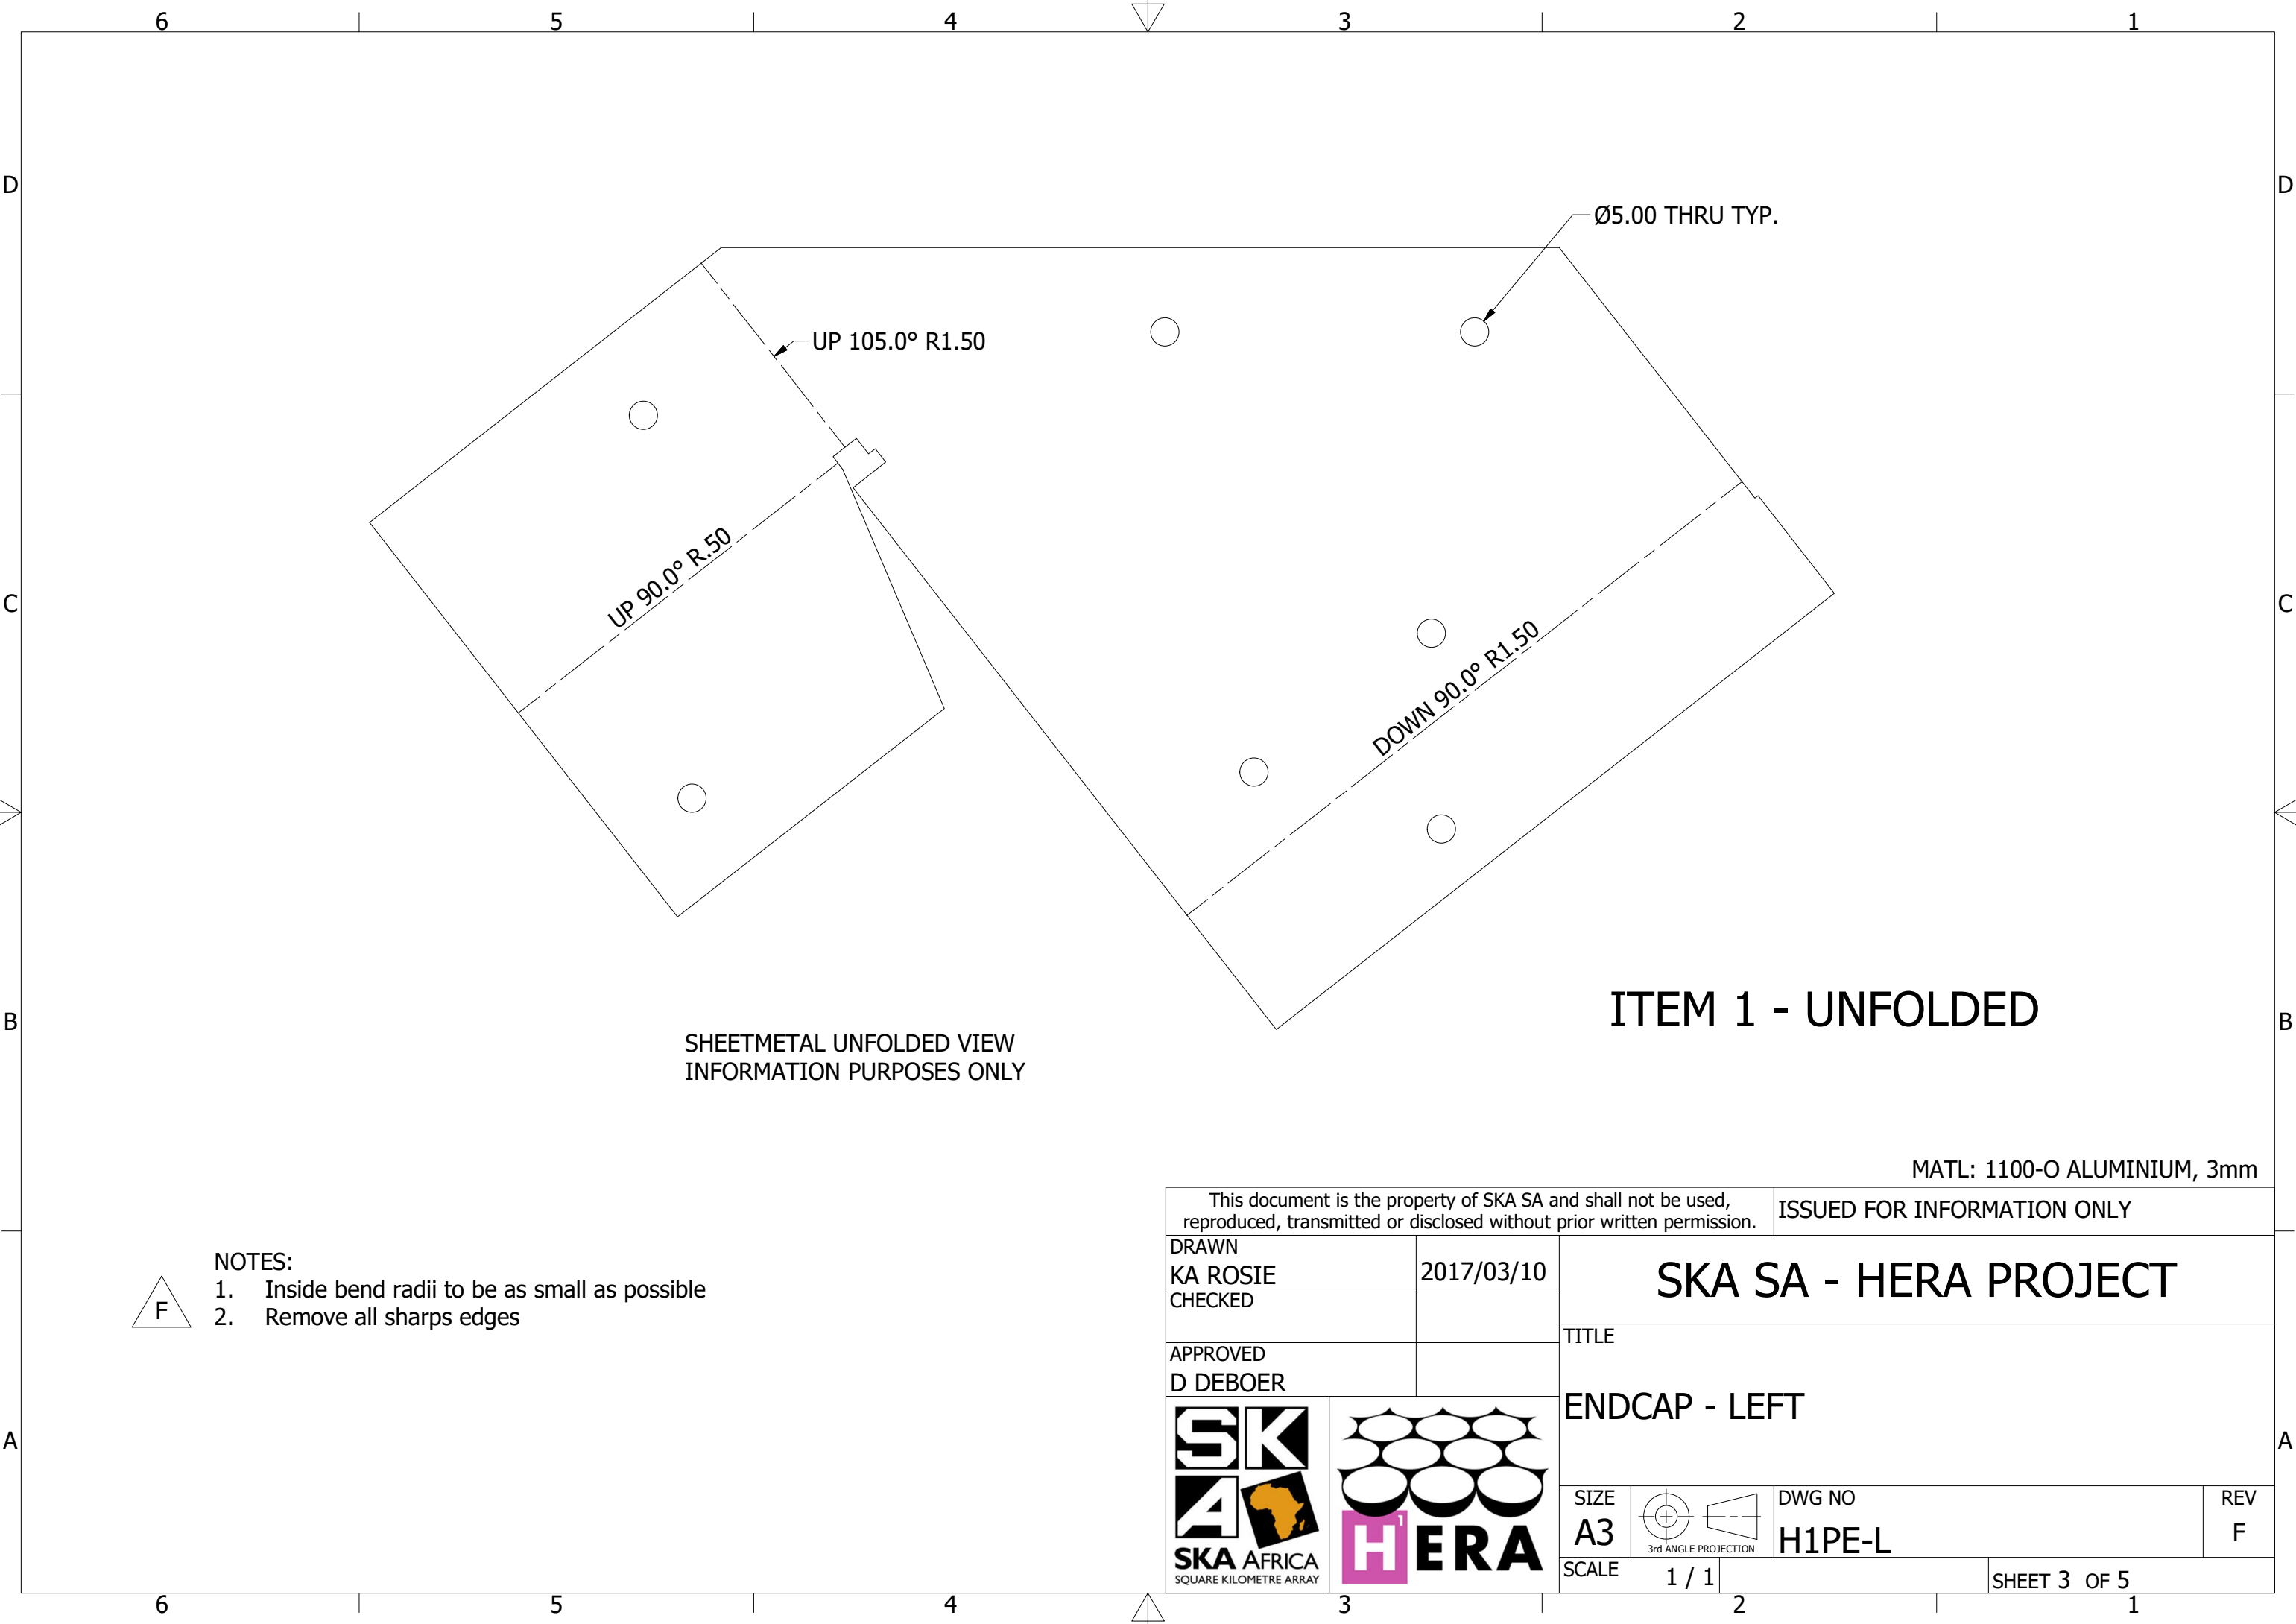 6 5 4 3 2 1
D D
Ø5.00 THRU TYP.
UP 105.0° R1.50
UP 90.0° R.50
C C
DOWN 90.0° R1.50
ITEM 1 - UNFOLDED
B B
SHEETMETAL UNFOLDED VIEW
INFORMATION PURPOSES ONLY
MATL: 1100-O ALUMINIUM, 3mm
This document is the property of SKA SA and shall not be used,
reproduced, transmitted or disclosed without prior written permission.
ISSUED FOR INFORMATION ONLY
NOTES:
1. Inside bend radii to be as small as possible
2. Remove all sharps edges
F
DRAWN
KA ROSIE
2017/03/10
CHECKED
APPROVED
D DEBOER
SKA SA - HERA PROJECT
TITLE
ENDCAP - LEFT
A A
SKA
SKA AFRICA
SQUARE KILOMETRE ARRAY
H1ERA
SIZE
A3
3rd ANGLE PROJECTION
DWG NO
H1PE-L
REV
F
SCALE
1 / 1
SHEET 3 OF 5
6 5 4 3 2 1